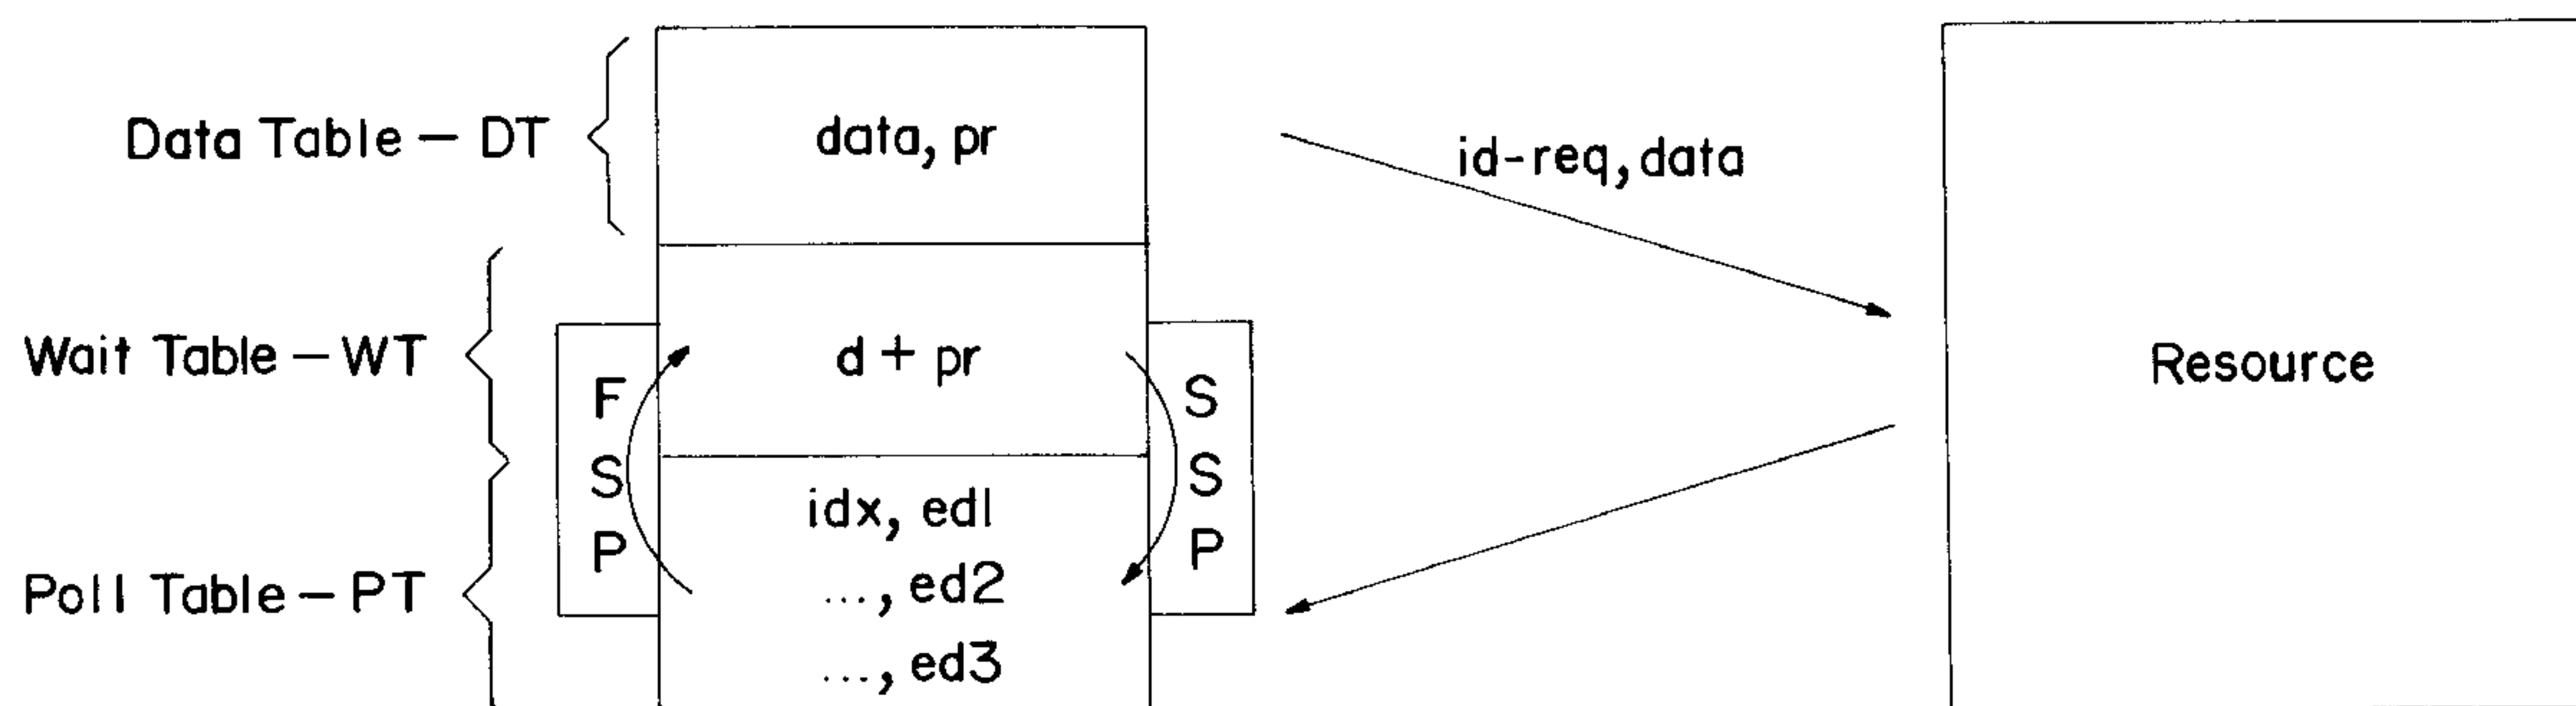 Data Table – DT
data, pr
id-req, data
Wait Table – WT
d + pr
Resource
F
S
P
S
S
P
idx, ed1
..., ed2
..., ed3
Poll Table – PT